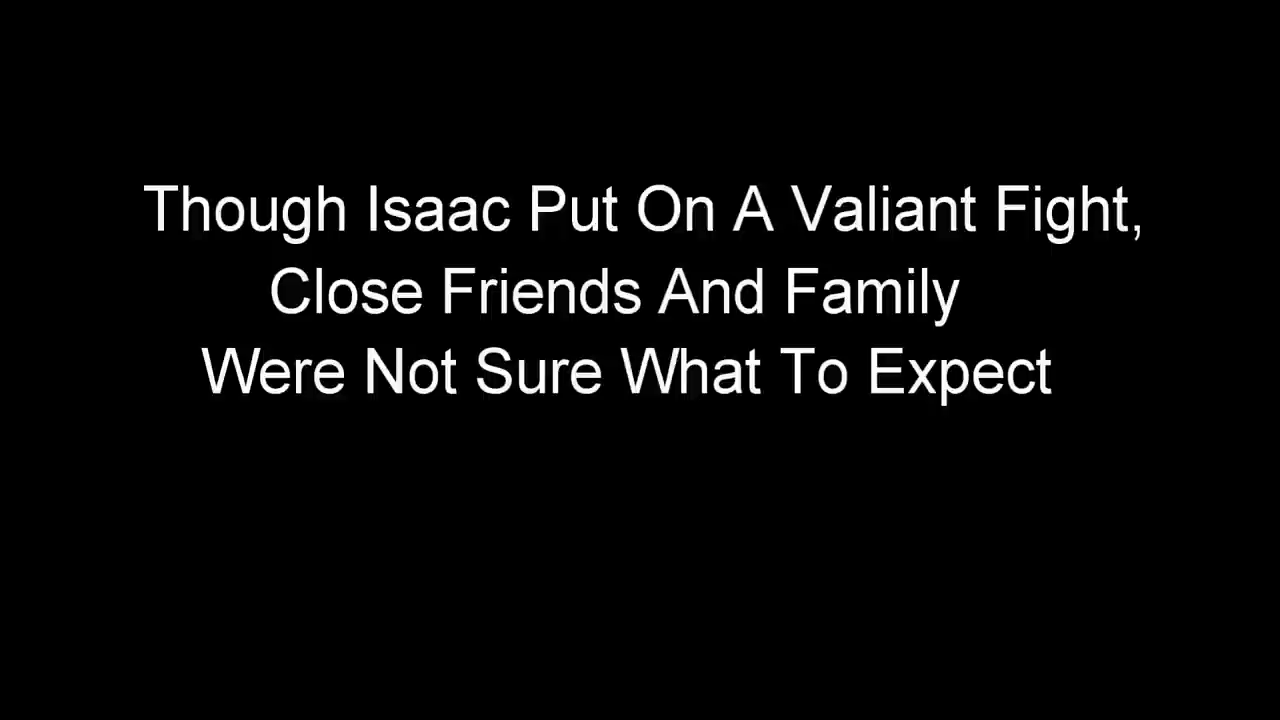 Though Isaac Put On A Valiant Fight,
Close Friends And Family
Were Not Sure What To Expect